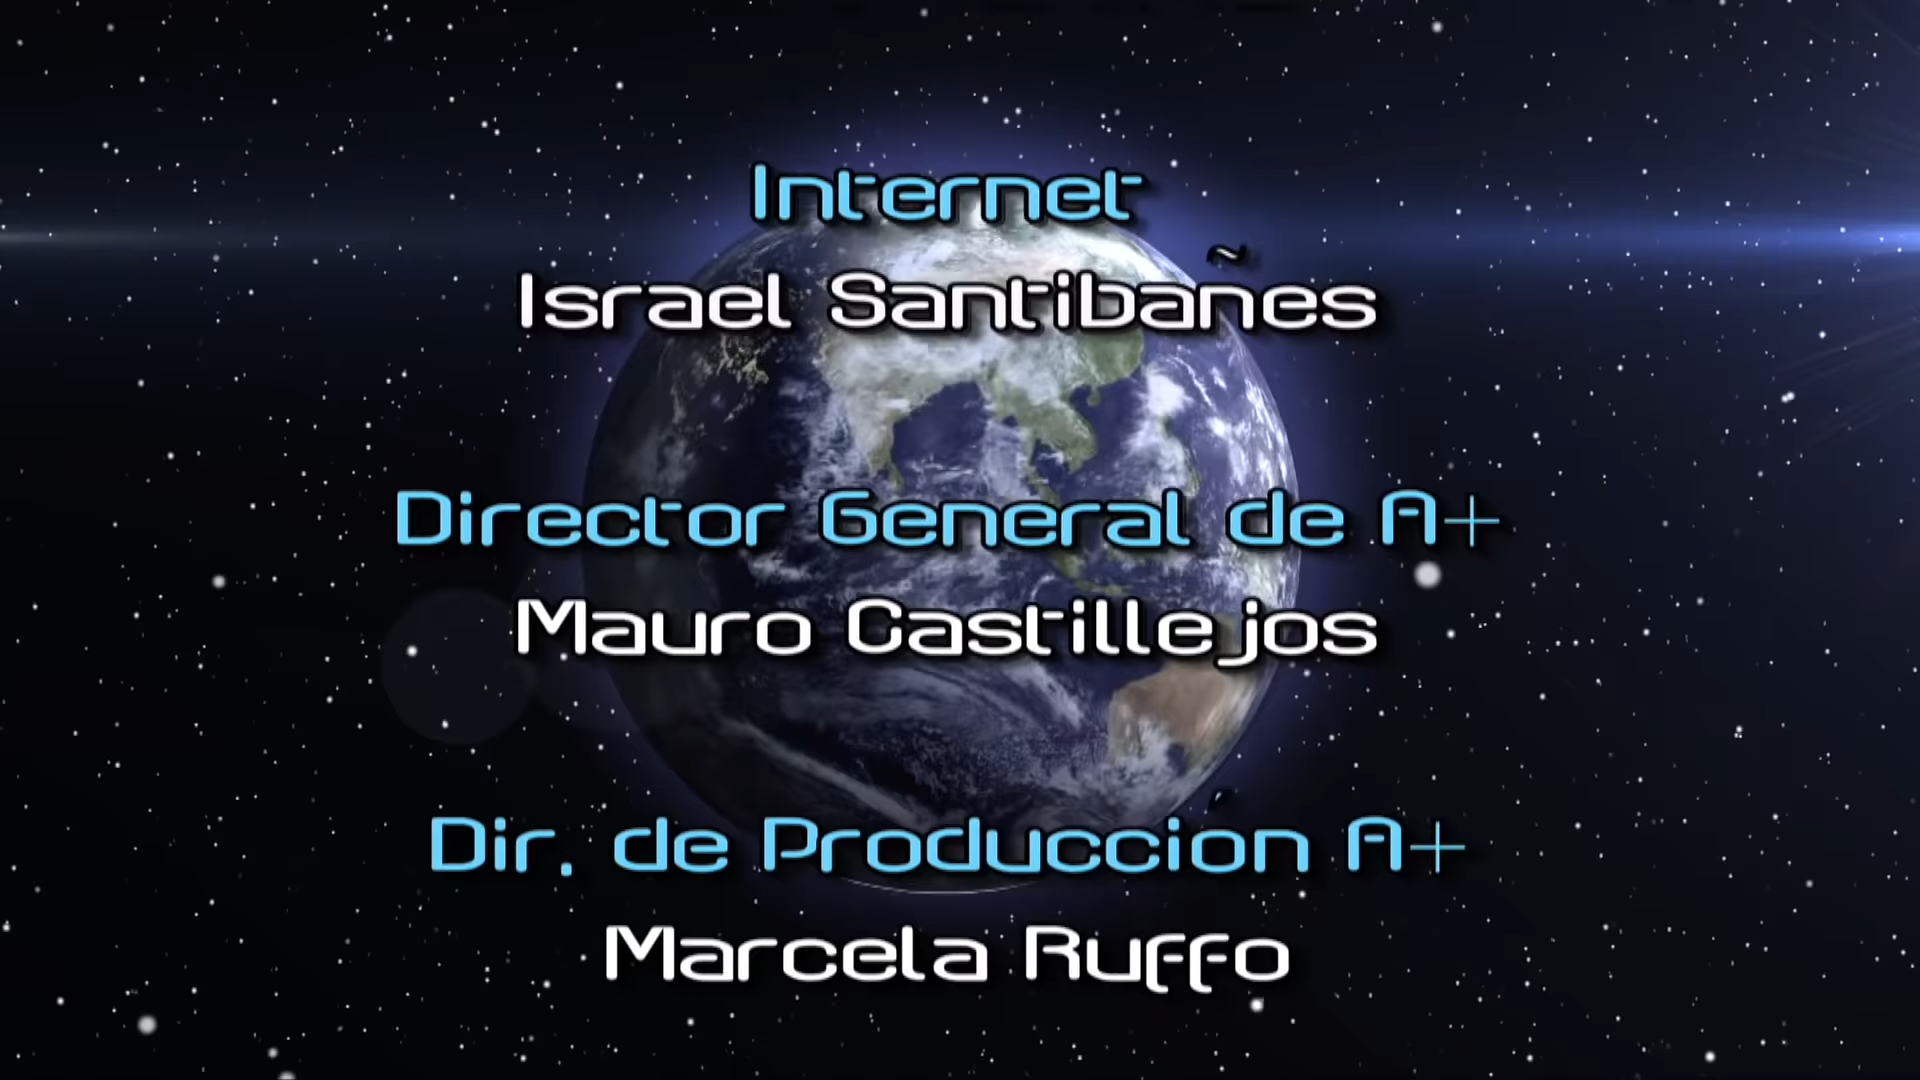 Internet
Israel Santibañes
Director General de A+
Mauro Castillejos
Dir. de Producción A+
Marcela Ruffo